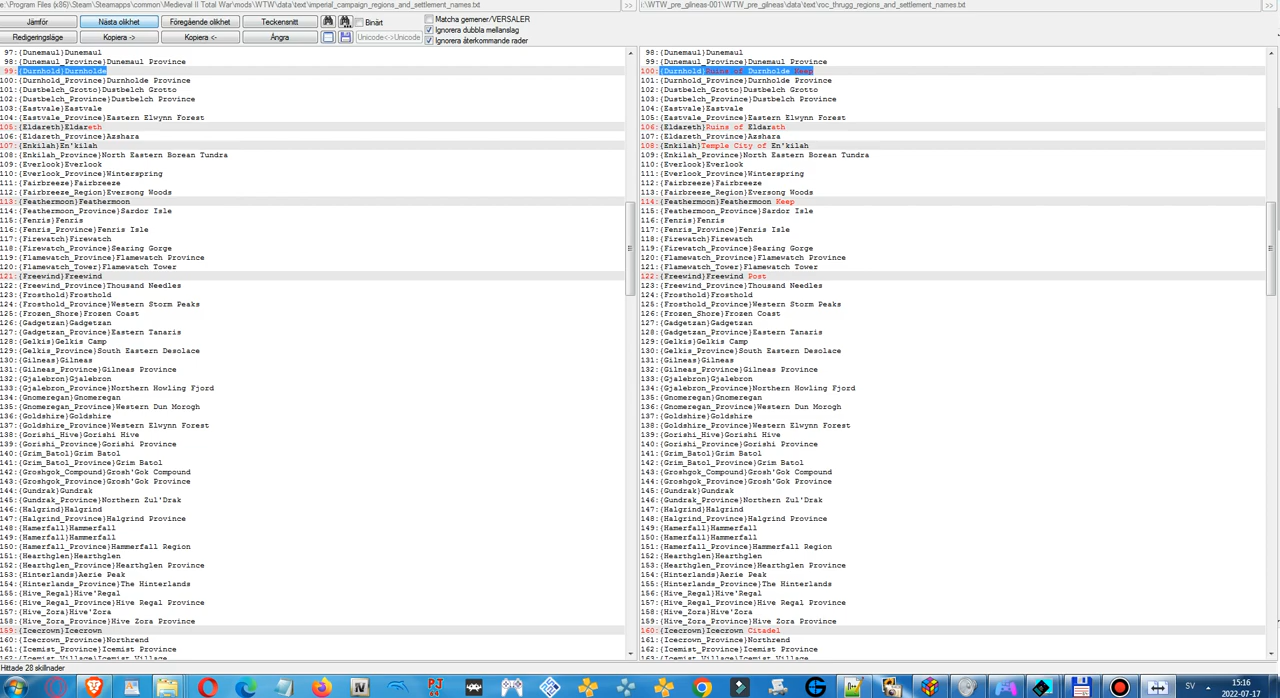 e:\Program Files (x86)\Steam\Steamapps\common\Medieval II Total War\mods\WTW\data\text\imperial_campaign_regions_and_settlement_names.txt
>>
Jämför
Nästa olikhet
Föregående olikhet
Teckensnitt
Binärt
Matcha gemener/VERSALER
Redigeringsläge
Kopiera ->
Kopiera <-
Ångra
Unicode<->Unicode
Ignorera dubbla mellanslag
Ignorera återkommande rader
97:{Dunemaul}Dunemaul
98:{Dunemaul_Province}Dunemaul Province
99:{Durnhold}Durnholde
100:{Durnhold_Province}Durnholde Province
101:{Dustbelch_Grotto}Dustbelch Grotto
102:{Dustbelch_Province}Dustbelch Province
103:{Eastvale}Eastvale
104:{Eastvale_Province}Eastern Elwynn Forest
105:{Eldareth}Eldareth
106:{Eldareth_Province}Azshara
107:{Enkilah}En'kilah
108:{Enkilah_Province}North Eastern Borean Tundra
109:{Everlook}Everlook
110:{Everlook_Province}Winterspring
111:{Fairbreeze}Fairbreeze
112:{Fairbreeze_Region}Eversong Woods
113:{Feathermoon}Feathermoon
114:{Feathermoon_Province}Sardor Isle
115:{Fenris}Fenris
116:{Fenris_Province}Fenris Isle
117:{Firewatch}Firewatch
118:{Firewatch_Province}Searing Gorge
119:{Flamewatch_Province}Flamewatch Province
120:{Flamewatch_Tower}Flamewatch Tower
121:{Freewind}Freewind
122:{Freewind_Province}Thousand Needles
123:{Frosthold}Frosthold
124:{Frosthold_Province}Western Storm Peaks
125:{Frozen_Shore}Frozen Coast
126:{Gadgetzan}Gadgetzan
127:{Gadgetzan_Province}Eastern Tanaris
128:{Gelkis}Gelkis Camp
129:{Gelkis_Province}South Eastern Desolace
130:{Gilneas}Gilneas
131:{Gilneas_Province}Gilneas Province
132:{Gjalebron}Gjalebron
133:{Gjalebron_Province}Northern Howling Fjord
134:{Gnomeregan}Gnomeregan
135:{Gnomeregan_Province}Western Dun Morogh
136:{Goldshire}Goldshire
137:{Goldshire_Province}Western Elwynn Forest
138:{Gorishi_Hive}Gorishi Hive
139:{Gorishi_Province}Gorishi Province
140:{Grim_Batol}Grim Batol
141:{Grim_Batol_Province}Grim Batol
142:{Groshgok_Compound}Grosh'Gok Compound
143:{Groshgok_Province}Grosh'Gok Province
144:{Gundrak}Gundrak
145:{Gundrak_Province}Northern Zul'Drak
146:{Halgrind}Halgrind
147:{Halgrind_Province}Halgrind Province
148:{Hamerfall}Hammerfall
149:{Hammerfall}Hammerfall
150:{Hammerfall_Province}Hammerfall Region
151:{Hearthglen}Hearthglen
152:{Hearthglen_Province}Hearthglen Province
153:{Hinterlands}Aerie Peak
154:{Hinterlands_Province}The Hinterlands
155:{Hive_Regal}Hive'Regal
156:{Hive_Regal_Province}Hive Regal Province
157:{Hive_Zora}Hive'Zora
158:{Hive_Zora_Province}Hive Zora Province
159:{Icecrown}Icecrown
160:{Icecrown_Province}Northrend
161:{Icemist_Province}Icemist Province
162:{Icemist_Village}Icemist Village
i:\WTW_pre_gilneas-001\WTW_pre_gilneas\data\text\voc_thrugg_regions_and_settlement_names.txt
>>
98:{Dunemaul}Dunemaul
99:{Dunemaul_Province}Dunemaul Province
100:{Durnhold}Ruins of Durnholde Keep
101:{Durnhold_Province}Durnholde Province
102:{Dustbelch_Grotto}Dustbelch Grotto
103:{Dustbelch_Province}Dustbelch Province
104:{Eastvale}Eastvale
105:{Eastvale_Province}Eastern Elwynn Forest
106:{Eldareth}Ruins of Eldarath
107:{Eldareth_Province}Azshara
108:{Enkilah}Temple City of En'kilah
109:{Enkilah_Province}North Eastern Borean Tundra
110:{Everlook}Everlook
111:{Everlook_Province}Winterspring
112:{Fairbreeze}Fairbreeze
113:{Fairbreeze_Region}Eversong Woods
114:{Feathermoon}Feathermoon Keep
115:{Feathermoon_Province}Sardor Isle
116:{Fenris}Fenris
117:{Fenris_Province}Fenris Isle
118:{Firewatch}Firewatch
119:{Firewatch_Province}Searing Gorge
120:{Flamewatch_Province}Flamewatch Province
121:{Flamewatch_Tower}Flamewatch Tower
122:{Freewind}Freewind Post
123:{Freewind_Province}Thousand Needles
124:{Frosthold}Frosthold
125:{Frosthold_Province}Western Storm Peaks
126:{Frozen_Shore}Frozen Coast
127:{Gadgetzan}Gadgetzan
128:{Gadgetzan_Province}Eastern Tanaris
129:{Gelkis}Gelkis Camp
130:{Gelkis_Province}South Eastern Desolace
131:{Gilneas}Gilneas
132:{Gilneas_Province}Gilneas Province
133:{Gjalebron}Gjalebron
134:{Gjalebron_Province}Northern Howling Fjord
135:{Gnomeregan}Gnomeregan
136:{Gnomeregan_Province}Western Dun Morogh
137:{Goldshire}Goldshire
138:{Goldshire_Province}Western Elwynn Forest
139:{Gorishi_Hive}Gorishi Hive
140:{Gorishi_Province}Gorishi Province
141:{Grim_Batol}Grim Batol
142:{Grim_Batol_Province}Grim Batol
143:{Groshgok_Compound}Grosh'Gok Compound
144:{Groshgok_Province}Grosh'Gok Province
145:{Gundrak}Gundrak
146:{Gundrak_Province}Northern Zul'Drak
147:{Halgrind}Halgrind
148:{Halgrind_Province}Halgrind Province
149:{Hamerfall}Hammerfall
150:{Hammerfall}Hammerfall
151:{Hammerfall_Province}Hammerfall Region
152:{Hearthglen}Hearthglen
153:{Hearthglen_Province}Hearthglen Province
154:{Hinterlands}Aerie Peak
155:{Hinterlands_Province}The Hinterlands
156:{Hive_Regal}Hive'Regal
157:{Hive_Regal_Province}Hive Regal Province
158:{Hive_Zora}Hive'Zora
159:{Hive_Zora_Province}Hive Zora Province
160:{Icecrown}Icecrown Citadel
161:{Icecrown_Province}Northrend
162:{Icemist_Province}Icemist Province
163:{Icemist_Village}Icemist Village
Hittade 28 skillnader
SV
15:16
2022-07-17